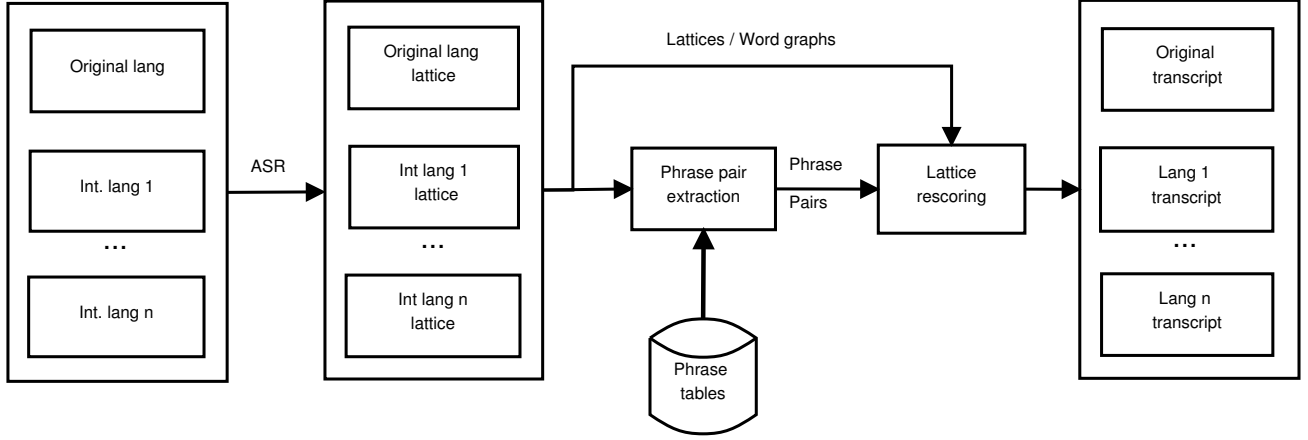 Original lang
Int. lang 1
...
Int. lang n
ASR
Original lang
lattice
Int lang 1
lattice
...
Int lang n
lattice
Lattices / Word graphs
Phrase pair
extraction
Phrase
Pairs
Phrase
tables
Lattice
rescoring
Original
transcript
Lang 1
transcript
...
Lang n
transcript